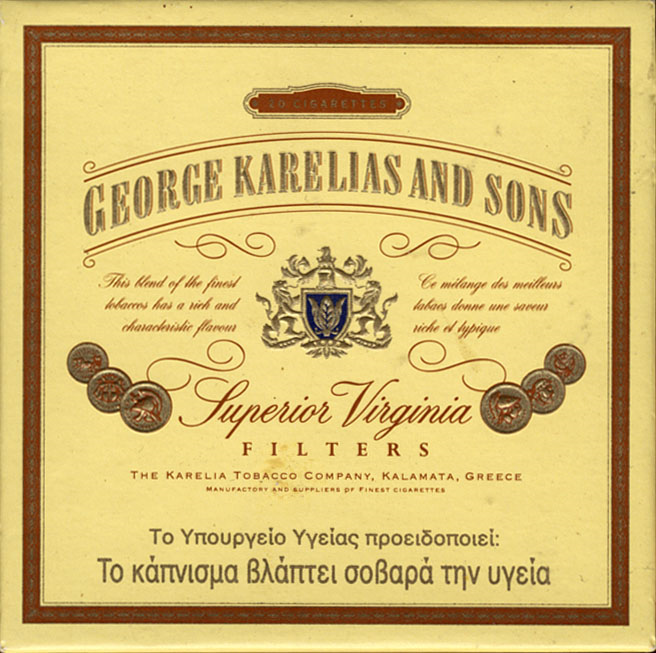 20 CIGARETTES
GEORGE KARELIAS AND SONS
This blend of the finest
tobaccos has a rich and
characteristic flavour
Ce mélange des meilleurs
tabacs donne une saveur
riche et typique
Superior Virginia
FILTERS
THE KARELIA TOBACCO COMPANY, KALAMATA, GREECE
MANUFACTORY AND SUPPLIERS OF FINEST CIGARETTES
Το Υπουργείο Υγείας προειδοποιεί:
Το κάπνισμα βλάπτει σοβαρά την υγεία